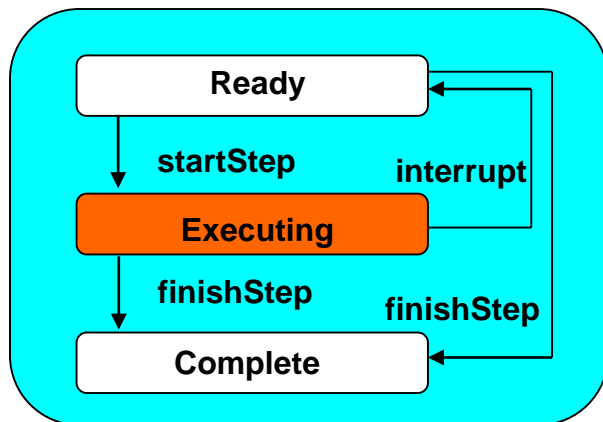 Ready
startStep
interrupt
Executing
finishStep
finishStep
Complete